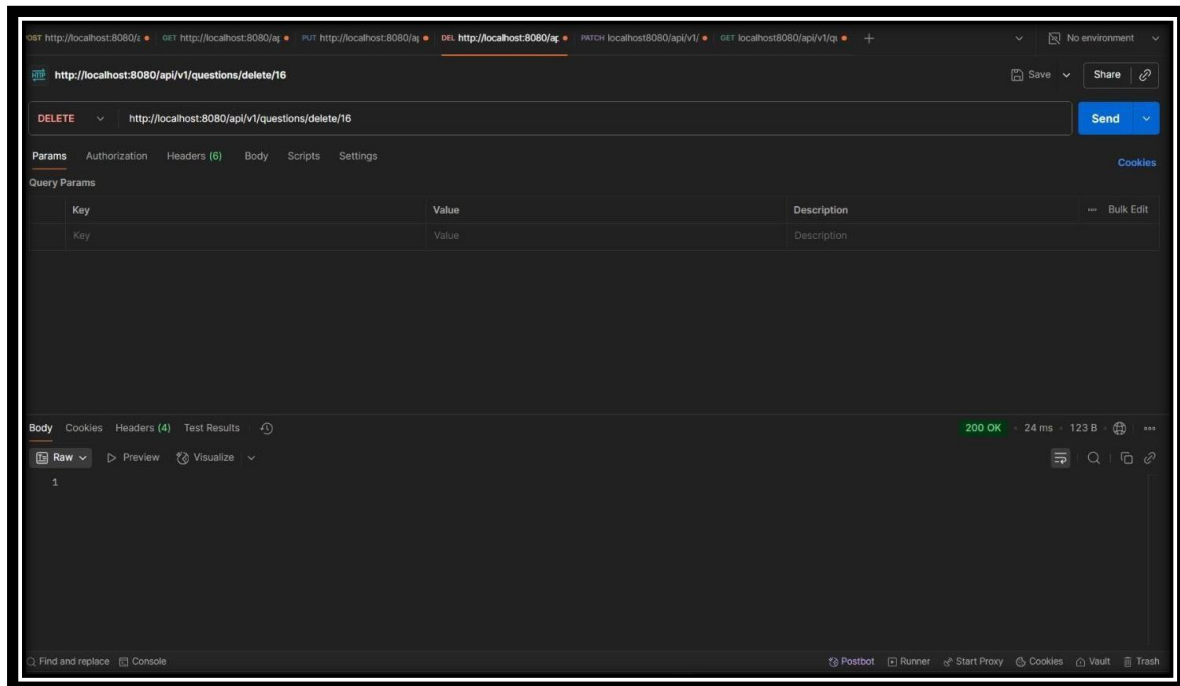 OST http://localhost:8080/a GET http://localhost:8080/ap PUT http://localhost:8080/ap DEL http://localhost:8080/ap PATCH localhost8080/api/v1/ GET localhost8080/api/v1/qu + No environment
HTTP http://localhost:8080/api/v1/questions/delete/16 Save Share
DELETE http://localhost:8080/api/v1/questions/delete/16 Send
Params Authorization Headers (6) Body Scripts Settings Cookies
Query Params
Key Value Description Bulk Edit
Key Value Description
Body Cookies Headers (4) Test Results 200 OK 24 ms 123 B
Raw Preview Visualize
1
Find and replace Console Postbot Runner Start Proxy Cookies Vault Trash